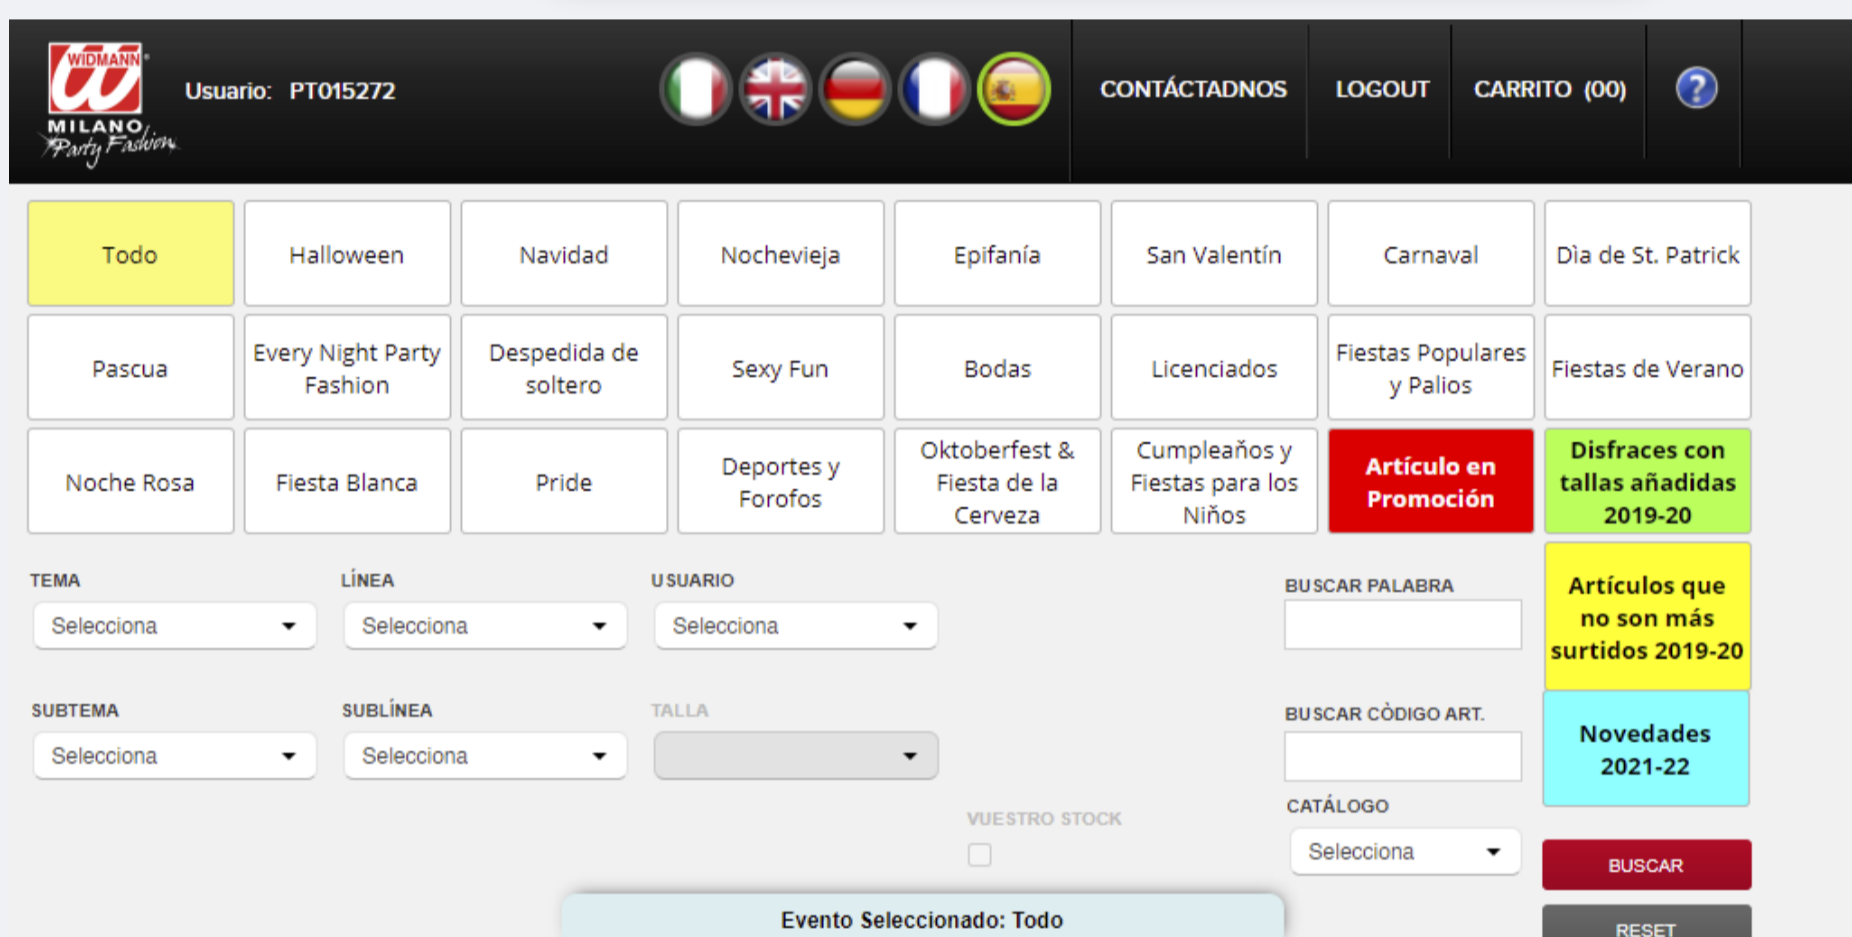 WIDMANN
MILANO
Party Fashion
Usuario: PT015272
CONTÁCTADNOS
LOGOUT
CARRITO (00)
?
Todo
Halloween
Navidad
Nochevieja
Epifanía
San Valentín
Carnaval
Dìa de St. Patrick
Pascua
Every Night Party
Fashion
Despedida de
soltero
Sexy Fun
Bodas
Licenciados
Fiestas Populares
y Palios
Fiestas de Verano
Noche Rosa
Fiesta Blanca
Pride
Deportes y
Forofos
Oktoberfest &
Fiesta de la
Cerveza
Cumpleaños y
Fiestas para los
Niños
Artículo en
Promoción
Disfraces con
tallas añadidas
2019-20
TEMA
Selecciona
LÍNEA
Selecciona
USUARIO
Selecciona
BUSCAR PALABRA
Artículos que
no son más
surtidos 2019-20
SUBTEMA
Selecciona
SUBLÍNEA
Selecciona
TALLA
BUSCAR CÒDIGO ART.
Novedades
2021-22
VUESTRO STOCK
CATÁLOGO
Selecciona
BUSCAR
Evento Seleccionado: Todo
RESET